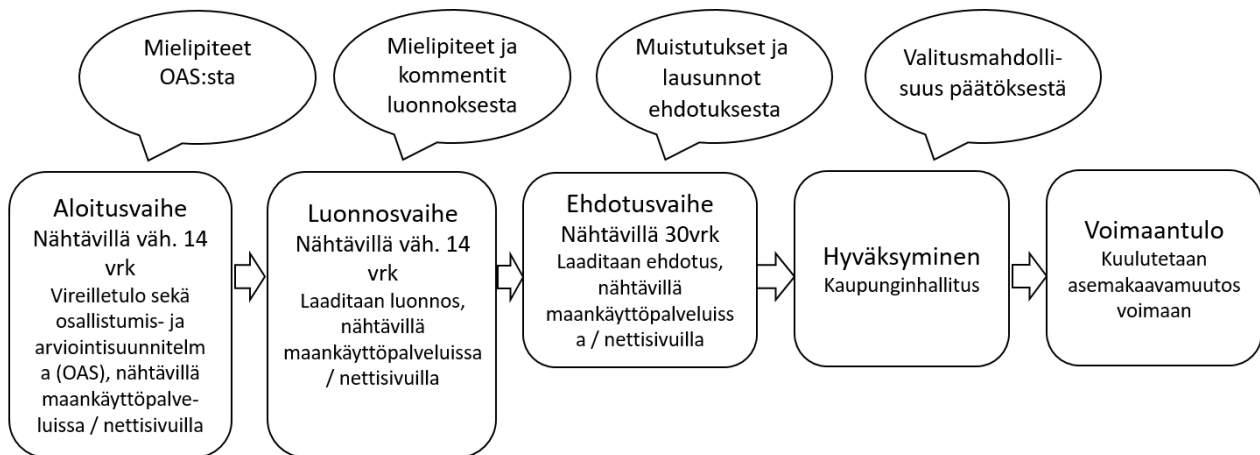 Mielipiteet
OAS:sta
Mielipiteet ja
kommentit
luonnoksesta
Muistutukset ja
lausunnot
ehdotuksesta
Valitusmahdolli-
suus päätöksestä
Aloitusvaihe
Nähtävillä väh. 14
vrk
Vireilletulo sekä
osallistumis- ja
arviointisuunnitelm
a (OAS), nähtävillä
maankäyttöpalve-
luissa / nettisivuilla
Luonnosvaihe
Nähtävillä väh. 14
vrk
Laaditaan luonnos,
nähtävillä
maankäyttöpalveluissa
/ nettisivuilla
Ehdotusvaihe
Nähtävillä 30vrk
Laaditaan ehdotus,
nähtävillä
maankäyttöpalveluiss
a / nettisivuilla
Hyväksyminen
Kaupunginhallitus
Voimaantulo
Kuulutetaan
asemakaavamuutos
voimaan